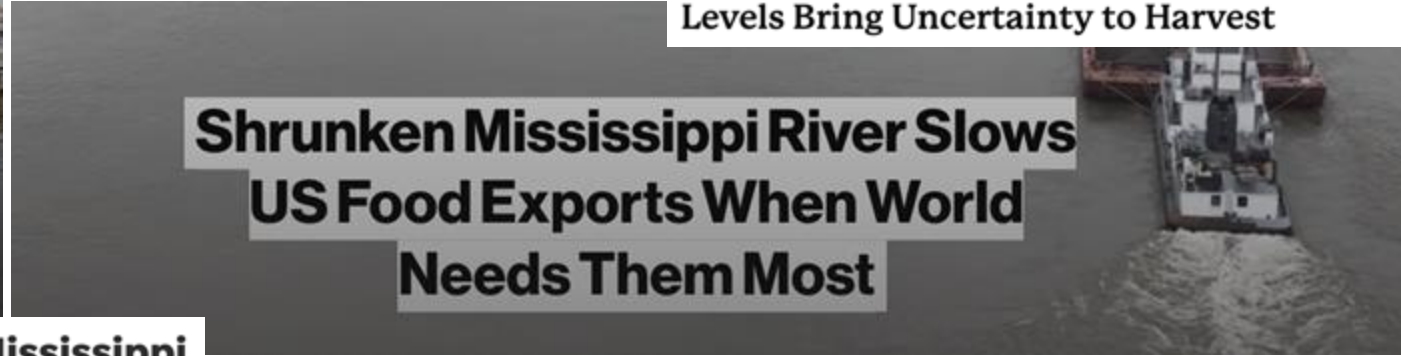 Levels Bring Uncertainty to Harvest
Shrunken Mississippi River Slows
US Food Exports When World
Needs Them Most